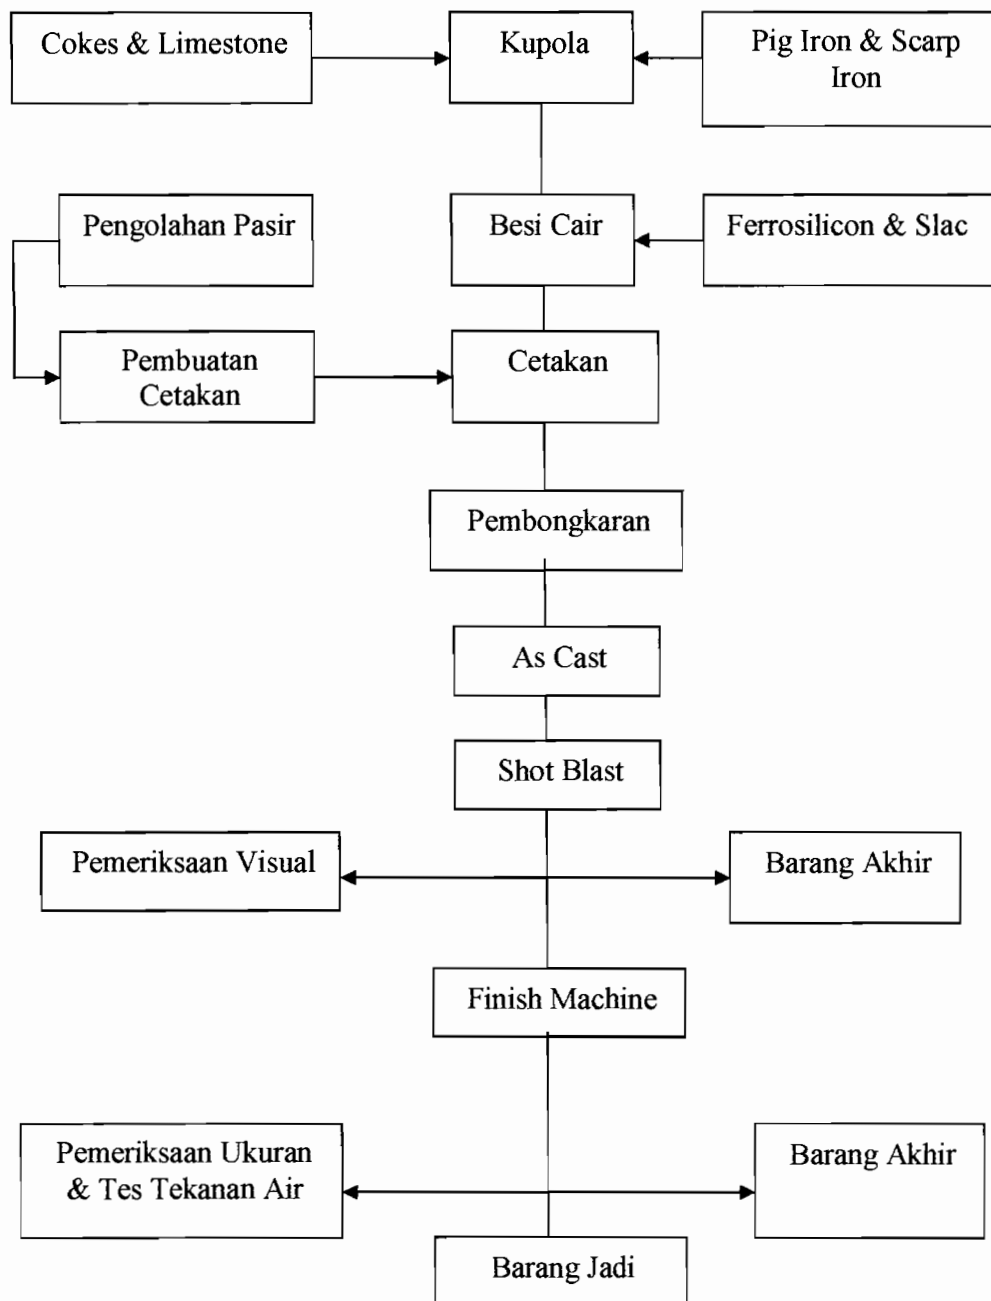 Cokes & Limestone
Kupola
Pig Iron & Scarp
Iron
Pengolahan Pasir
Besi Cair
Ferrosilicon & Slac
Pembuatan
Cetakan
Cetakan
Pembongkaran
As Cast
Shot Blast
Pemeriksaan Visual
Barang Akhir
Finish Machine
Pemeriksaan Ukuran
& Tes Tekanan Air
Barang Akhir
Barang Jadi